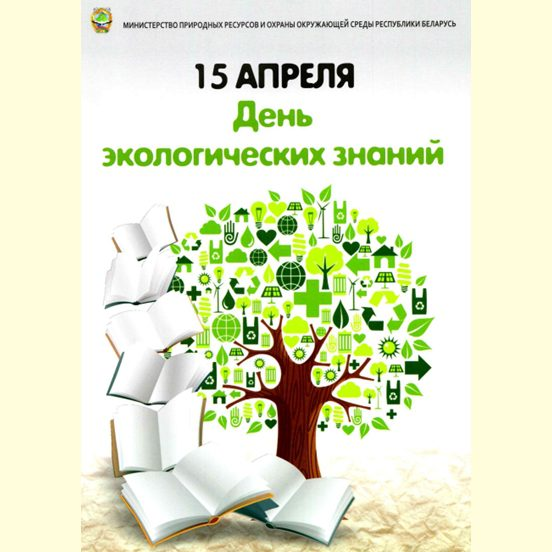 МИНИСТЕРСТВО ПРИРОДНЫХ РЕСУРСОВ И ОХРАНЫ ОКРУЖАЮЩЕЙ СРЕДЫ РЕСПУБЛИКИ БЕЛАРУСЬ
15 АПРЕЛЯ
День
экологических знаний